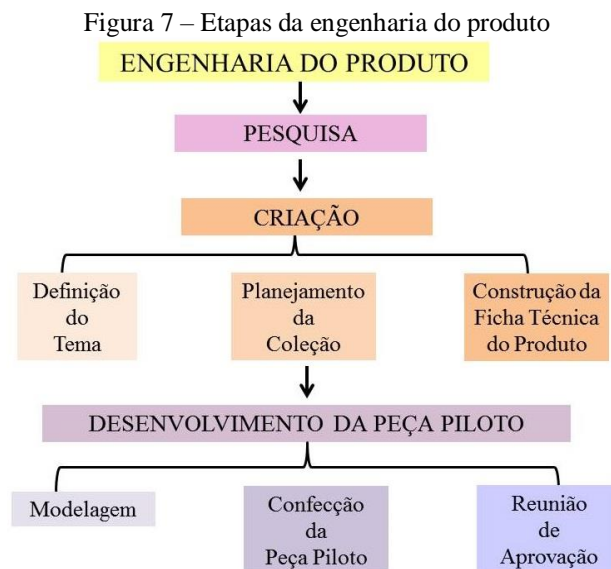 Figura 7 – Etapas da engenharia do produto
ENGENHARIA DO PRODUTO
PESQUISA
CRIAÇÃO
Definição
do
Tema
Planejamento
da
Coleção
Construção da
Ficha Técnica
do Produto
DESENVOLVIMENTO DA PEÇA PILOTO
Modelagem
Confecção
da
Peça Piloto
Reunião
de
Aprovação